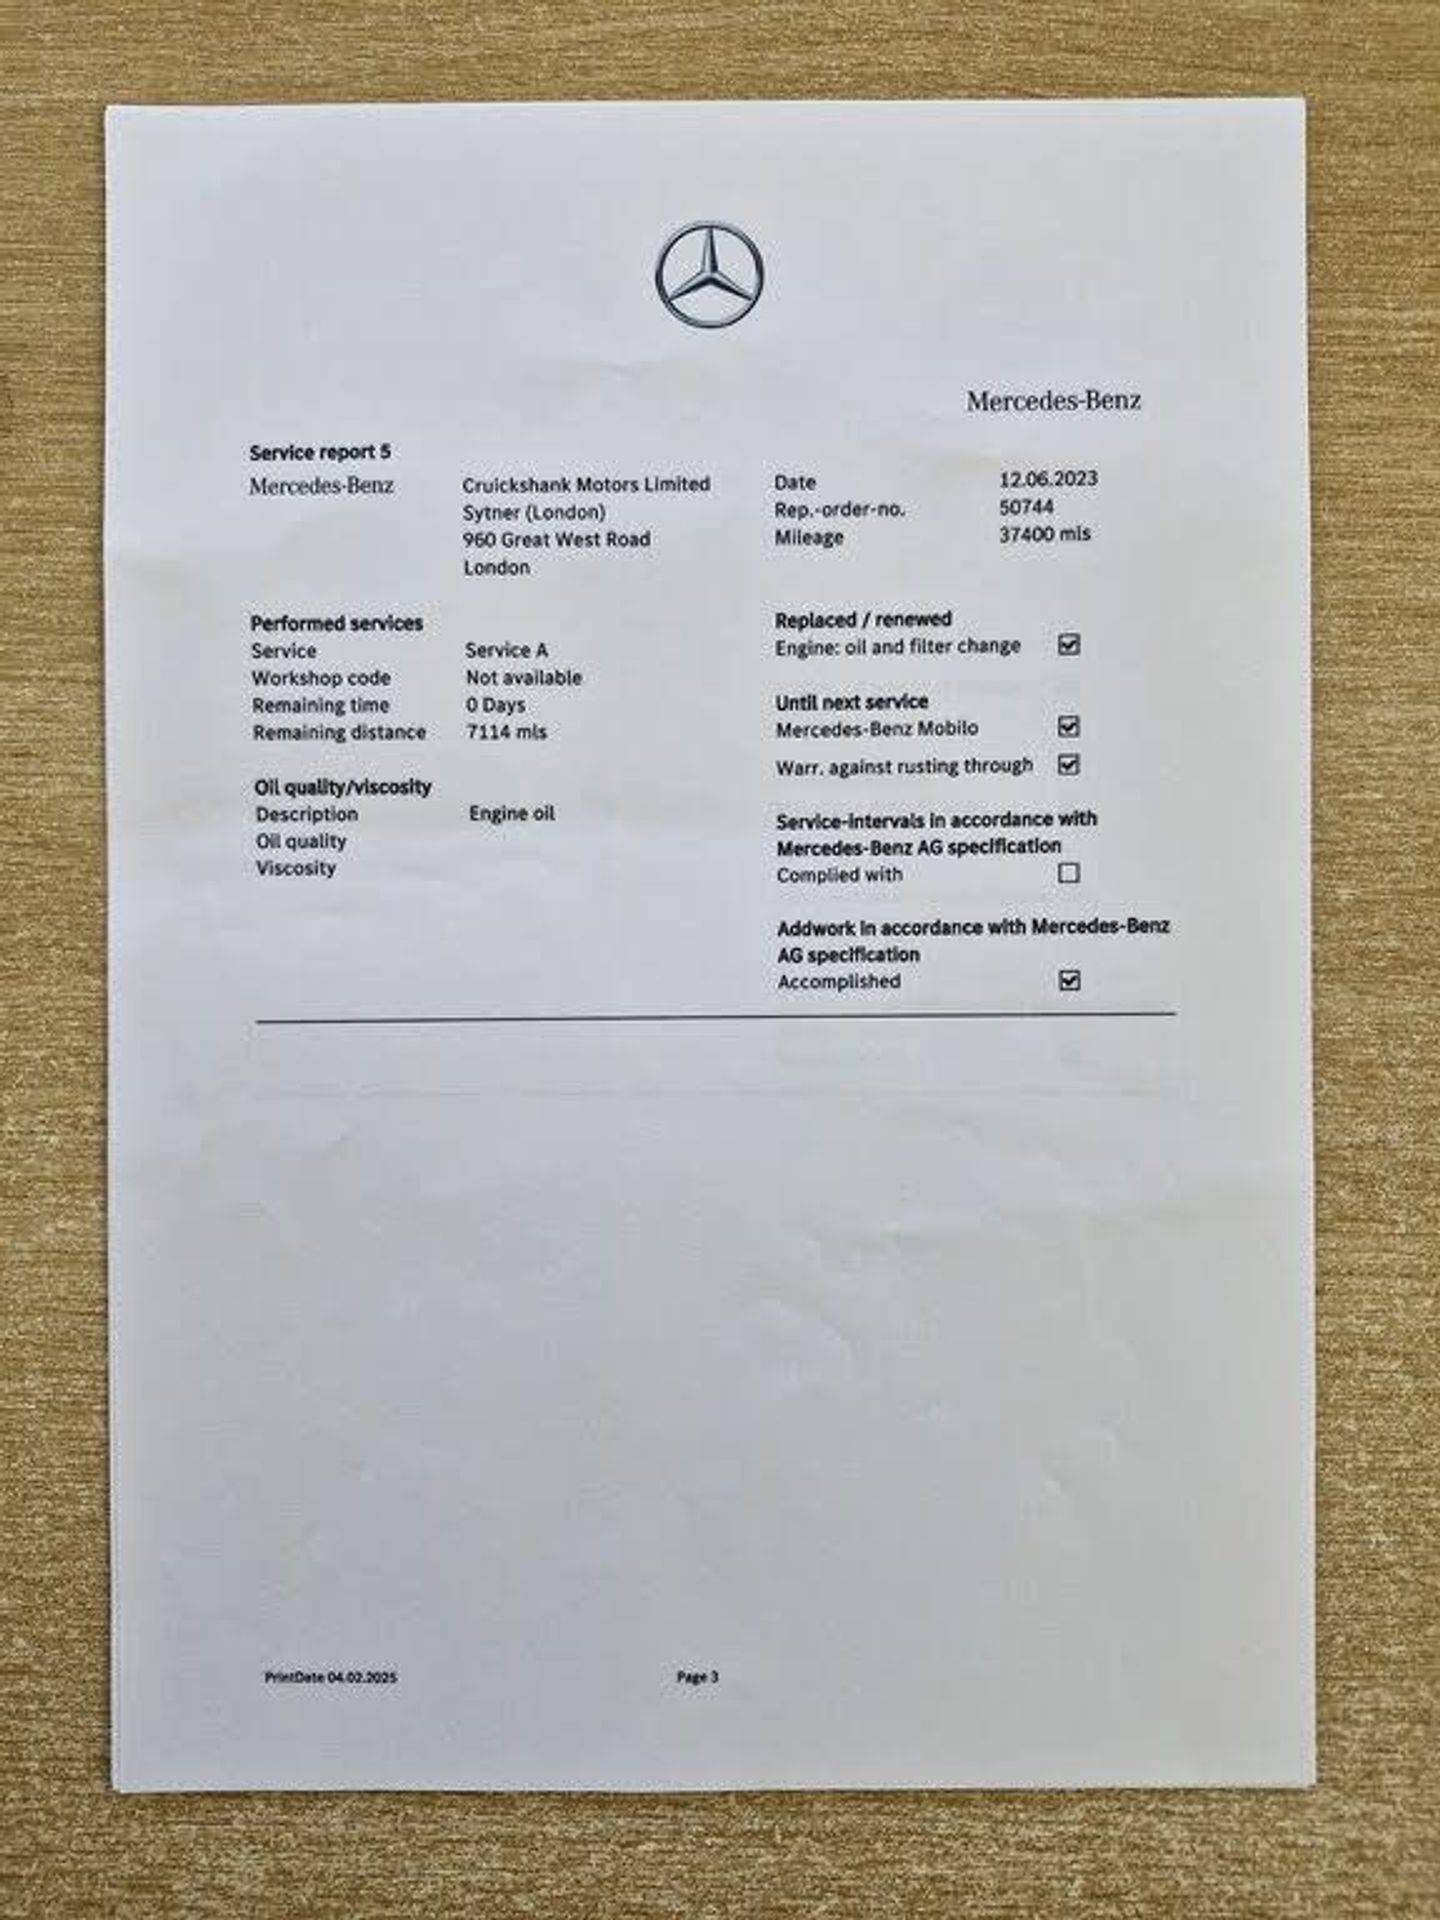 Mercedes-Benz
Service report 5
Mercedes-Benz
Cruickshank Motors Limited
Sytner (London)
960 Great West Road
London
Date 12.06.2023
Rep.-order-no. 50744
Mileage 37400 mls
Performed services
Service Service A
Workshop code Not available
Remaining time 0 Days
Remaining distance 7114 mls
Oil quality/viscosity
Description Engine oil
Oil quality
Viscosity
Replaced / renewed
Engine: oil and filter change
Until next service
Mercedes-Benz Mobilo
Warr. against rusting through
Service-intervals in accordance with
Mercedes-Benz AG specification
Complied with
Addwork in accordance with Mercedes-Benz
AG specification
Accomplished
PrintDate 04.02.2025 Page 3